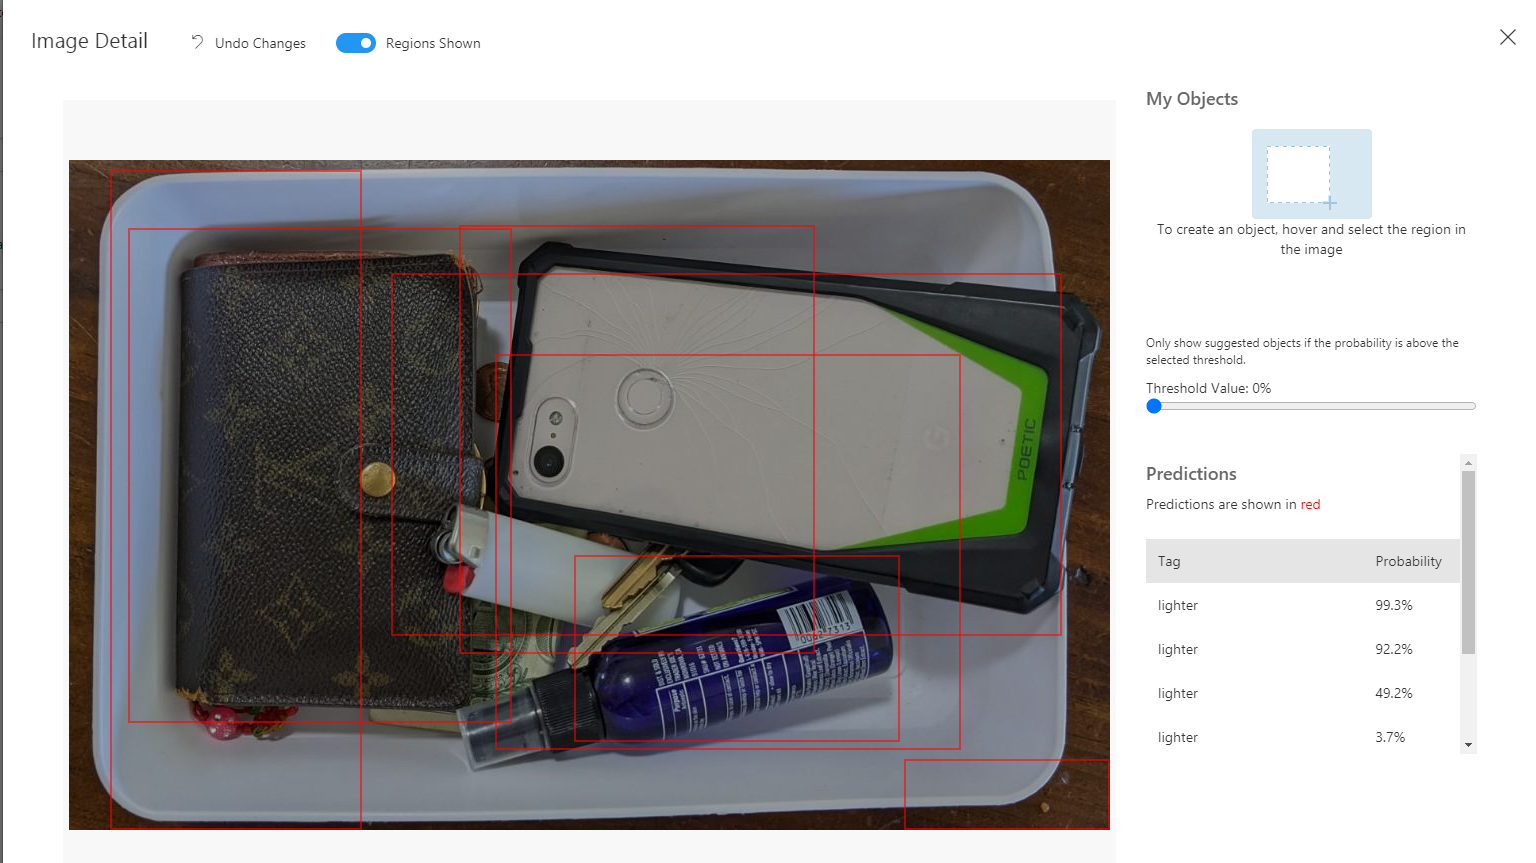 Image Detail
Undo Changes
Regions Shown
My Objects
To create an object, hover and select the region in
the image
Only show suggested objects if the probability is above the
selected threshold.
Threshold Value: 0%
Predictions
Predictions are shown in red
Tag Probability
lighter 99.3%
lighter 92.2%
lighter 49.2%
lighter 3.7%
POETIC
G